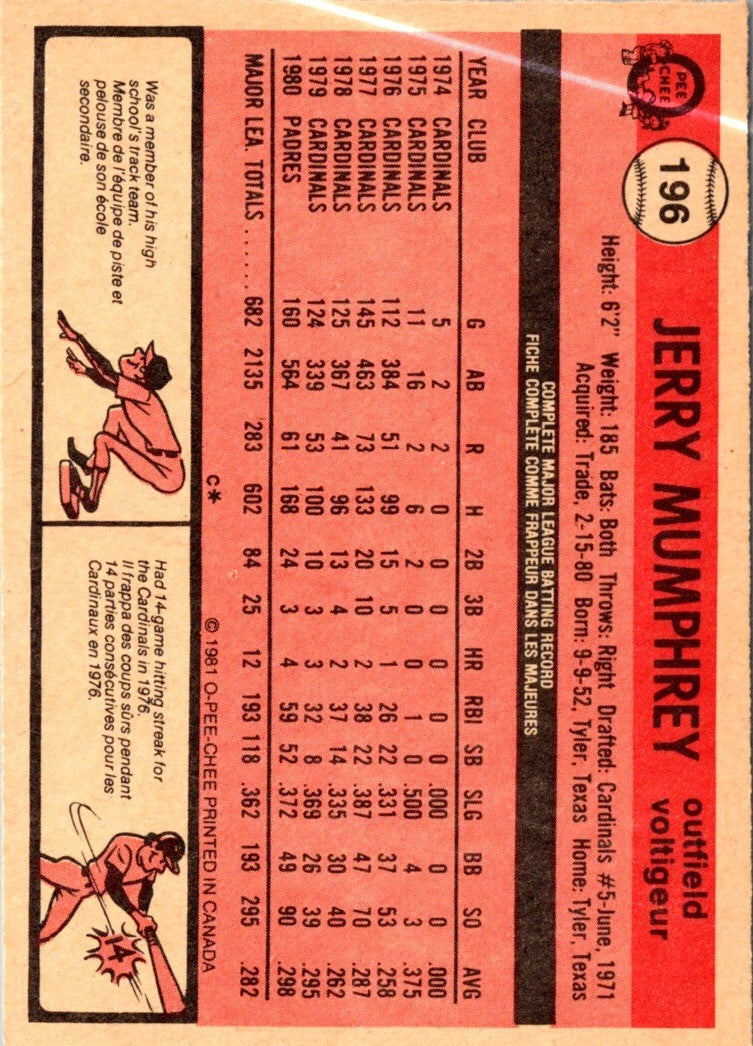 O PEE CHEE
196
JERRY MUMPHREY
outfield
voltigeur
Height: 6'2" Weight: 185 Bats: Both Throws: Right Drafted: Cardinals #5-June, 1971
Acquired: Trade, 2-15-80 Born: 9-9-52, Tyler, Texas Home: Tyler, Texas
COMPLETE MAJOR LEAGUE BATTING RECORD
FICHE COMPLÈTE COMME FRAPPEUR DANS LES MAJEURES
YEAR CLUB G AB R H 2B 3B HR RBI SB SLG BB SO AVG
1974 CARDINALS 5 2 2 0 0 0 0 0 0 .000 0 0 .000
1975 CARDINALS 11 16 2 6 2 0 0 1 0 .500 4 3 .375
1976 CARDINALS 112 384 51 99 15 5 1 26 22 .331 37 53 .258
1977 CARDINALS 145 463 73 133 20 10 2 38 22 .387 47 70 .287
1978 CARDINALS 125 367 41 96 13 4 2 37 14 .335 30 40 .262
1979 CARDINALS 124 339 53 100 10 3 3 32 8 .369 26 39 .295
1980 PADRES 160 564 61 168 24 3 4 59 52 .372 49 90 .298
MAJOR LEA. TOTALS ...... 682 2135 283 602 84 25 12 193 118 .362 193 295 .282
C* © 1981 O-PEE-CHEE PRINTED IN CANADA
Was a member of his high
school's track team.
Membre de l'équipe de piste et
pelouse de son école
secondaire.
Had 14-game hitting streak for
the Cardinals in 1976.
Il frappa des coups sûrs pendant
14 parties consécutives pour les
Cardinaux en 1976.
14